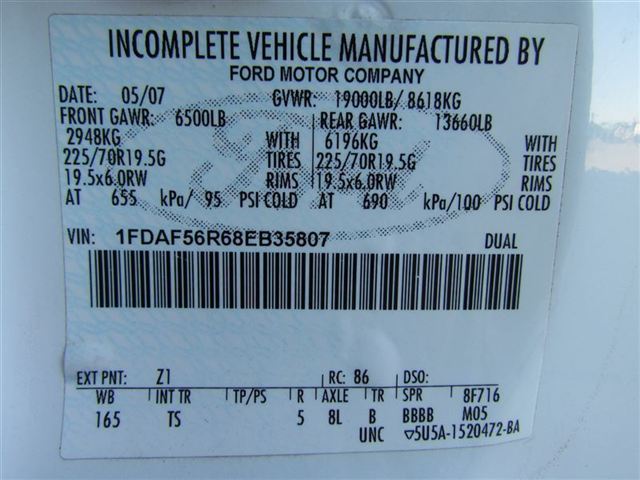 INCOMPLETE VEHICLE MANUFACTURED BY
FORD MOTOR COMPANY
DATE: 05/07 GVWR: 19000LB/ 8618KG
FRONT GAWR: 6500LB REAR GAWR: 13660LB
2948KG WITH 6196KG WITH
225/70R19.5G TIRES 225/70R19.5G TIRES
19.5x6.0RW RIMS 19.5x6.0RW RIMS
AT 655 kPa/ 95 PSI COLD AT 690 kPa/100 PSI COLD
VIN: 1FDAF56R68EB35807 DUAL
EXT PNT: Z1 RC: 86 DSO:
WB INT TR TP/PS R AXLE TR SPR 8F716
165 TS 5 8L B BBBB M05
UNC ▽5U5A-1520472-BA